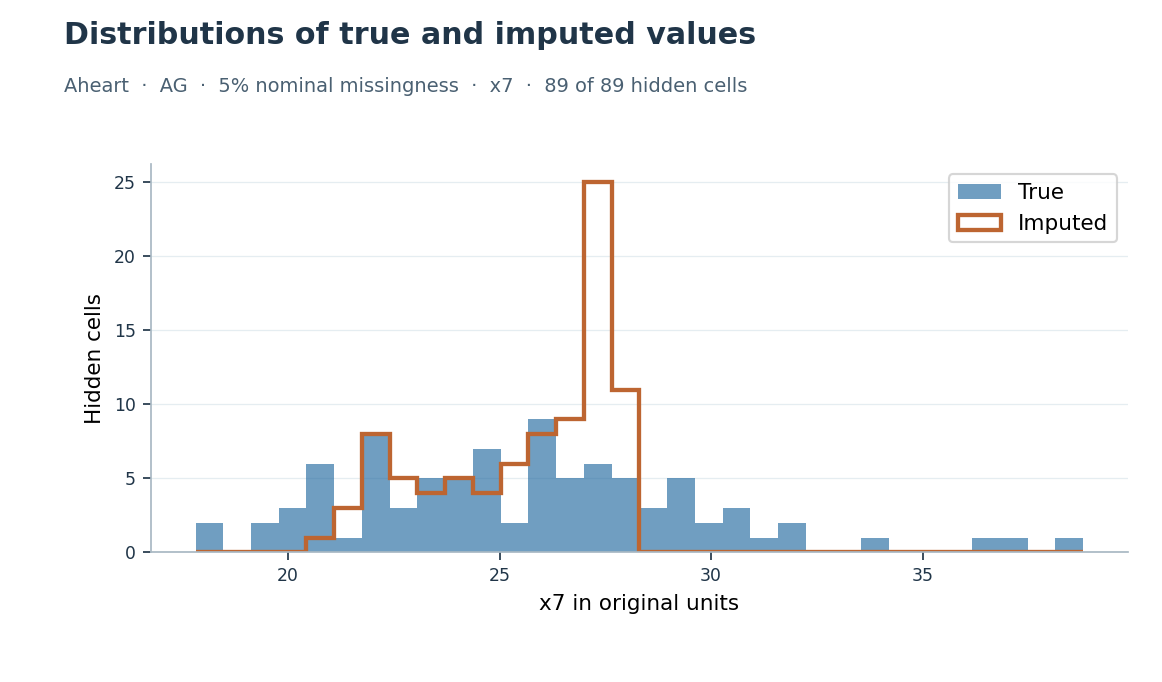 Distributions of true and imputed values
Aheart · AG · 5% nominal missingness · x7 · 89 of 89 hidden cells
True
Imputed
Hidden cells
25
20
15
10
5
0
20
25
30
35
x7 in original units